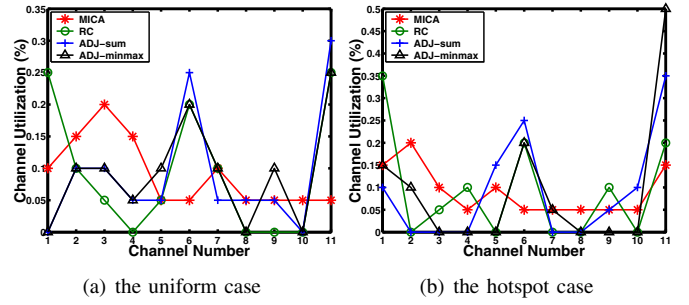 0.35
0.3
0.25
0.2
0.15
0.1
0.05
0
Channel Utilization (%)
MICA
RC
ADJ−sum
ADJ−minmax
1 2 3 4 5 6 7 8 9 10 11
Channel Number
(a) the uniform case
0.5
0.45
0.4
0.35
0.3
0.25
0.2
0.15
0.1
0.05
0
Channel Utilization (%)
MICA
RC
ADJ−sum
ADJ−minmax
1 2 3 4 5 6 7 8 9 10 11
Channel Number
(b) the hotspot case